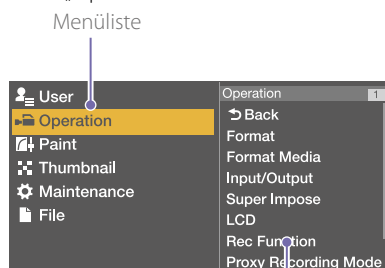 Menüliste
User
Operation
Paint
Thumbnail
Maintenance
File
Operation 1
Back
Format
Format Media
Input/Output
Super Impose
LCD
Rec Function
Proxy Recording Mode